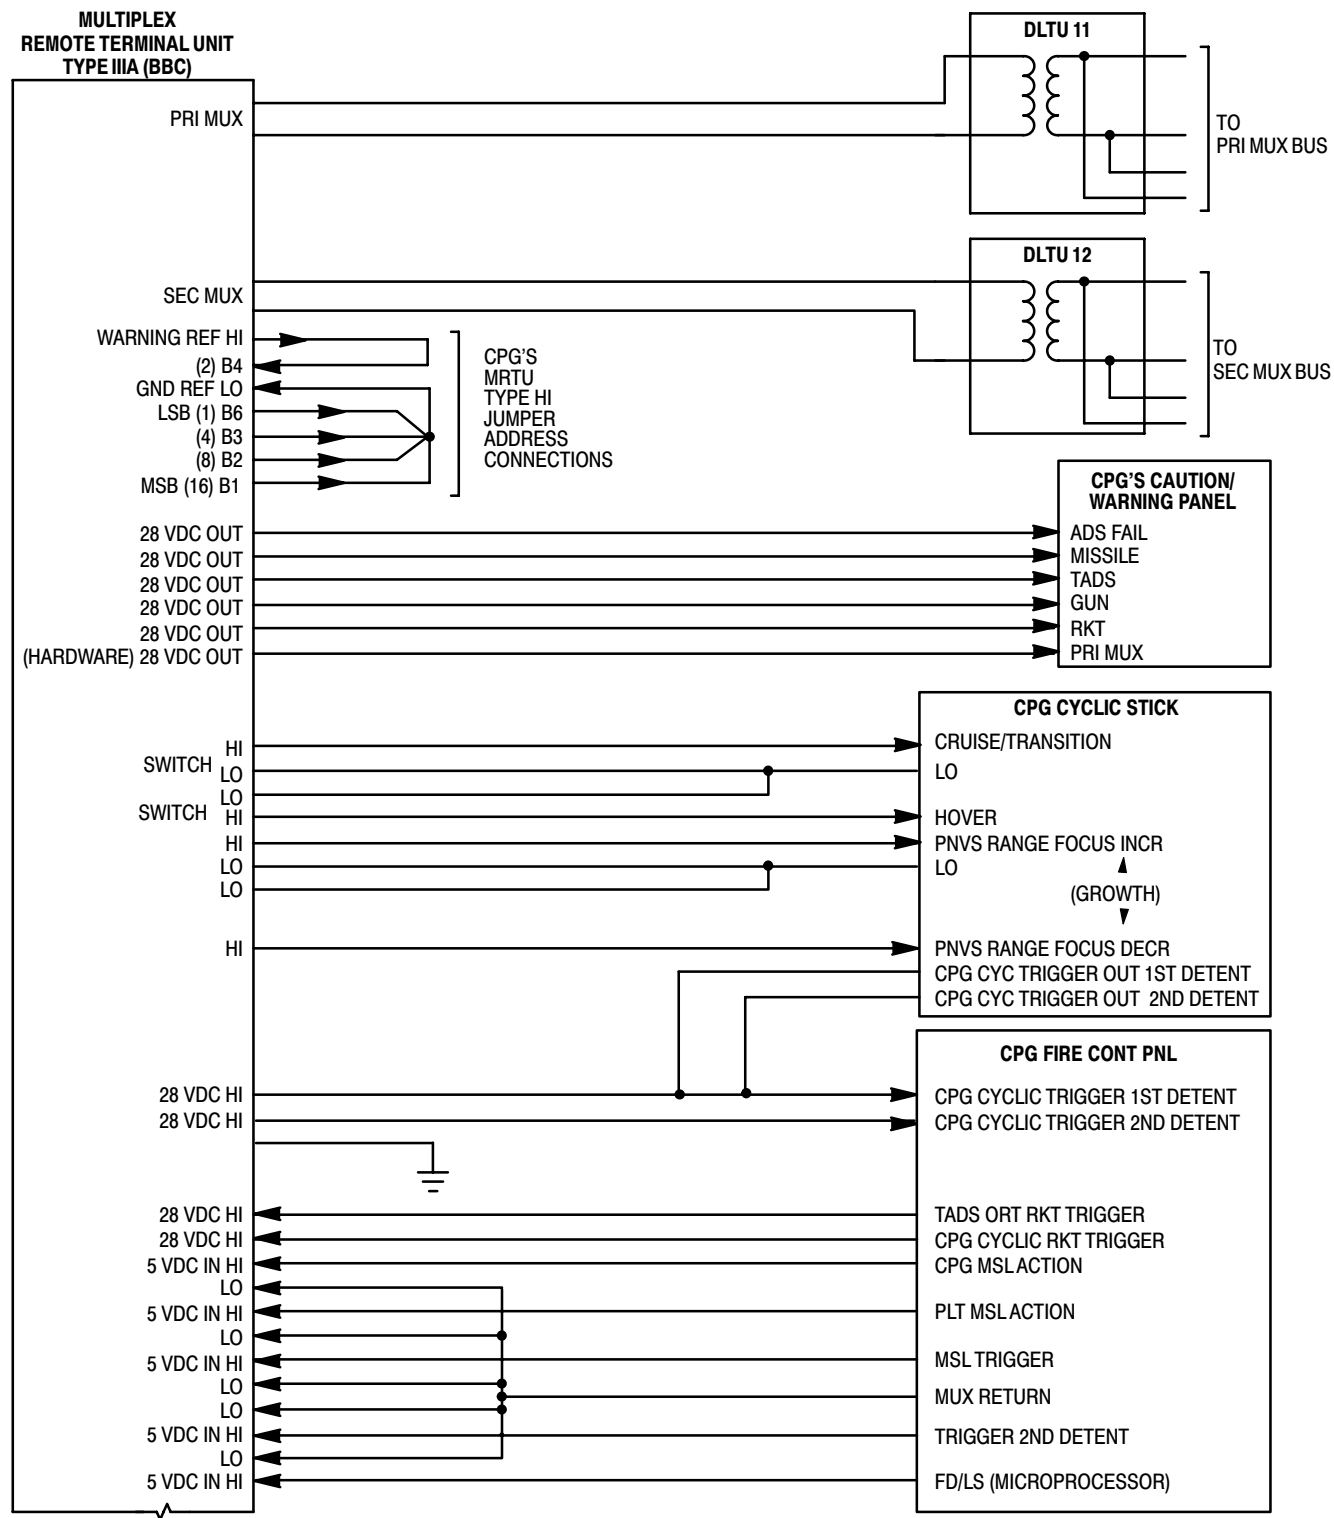 MULTIPLEX
REMOTE TERMINAL UNIT
TYPE IIIA (BBC)
PRI MUX
SEC MUX
WARNING REF HI
(2) B4
GND REF LO
LSB (1) B6
(4) B3
(8) B2
MSB (16) B1
CPG'S
MRTU
TYPE HI
JUMPER
ADDRESS
CONNECTIONS
28 VDC OUT
28 VDC OUT
28 VDC OUT
28 VDC OUT
28 VDC OUT
(HARDWARE) 28 VDC OUT
HI
SWITCH
LO
LO
SWITCH
HI
HI
LO
LO
HI
28 VDC HI
28 VDC HI
28 VDC HI
28 VDC HI
5 VDC IN HI
LO
5 VDC IN HI
LO
5 VDC IN HI
LO
LO
5 VDC IN HI
LO
5 VDC IN HI
DLTU 11
TO
PRI MUX BUS
DLTU 12
TO
SEC MUX BUS
CPG'S CAUTION/
WARNING PANEL
ADS FAIL
MISSILE
TADS
GUN
RKT
PRI MUX
CPG CYCLIC STICK
CRUISE/TRANSITION
LO
HOVER
PNVS RANGE FOCUS INCR
LO
(GROWTH)
PNVS RANGE FOCUS DECR
CPG CYC TRIGGER OUT 1ST DETENT
CPG CYC TRIGGER OUT 2ND DETENT
CPG FIRE CONT PNL
CPG CYCLIC TRIGGER 1ST DETENT
CPG CYCLIC TRIGGER 2ND DETENT
TADS ORT RKT TRIGGER
CPG CYCLIC RKT TRIGGER
CPG MSL ACTION
PLT MSL ACTION
MSL TRIGGER
MUX RETURN
TRIGGER 2ND DETENT
FD/LS (MICROPROCESSOR)